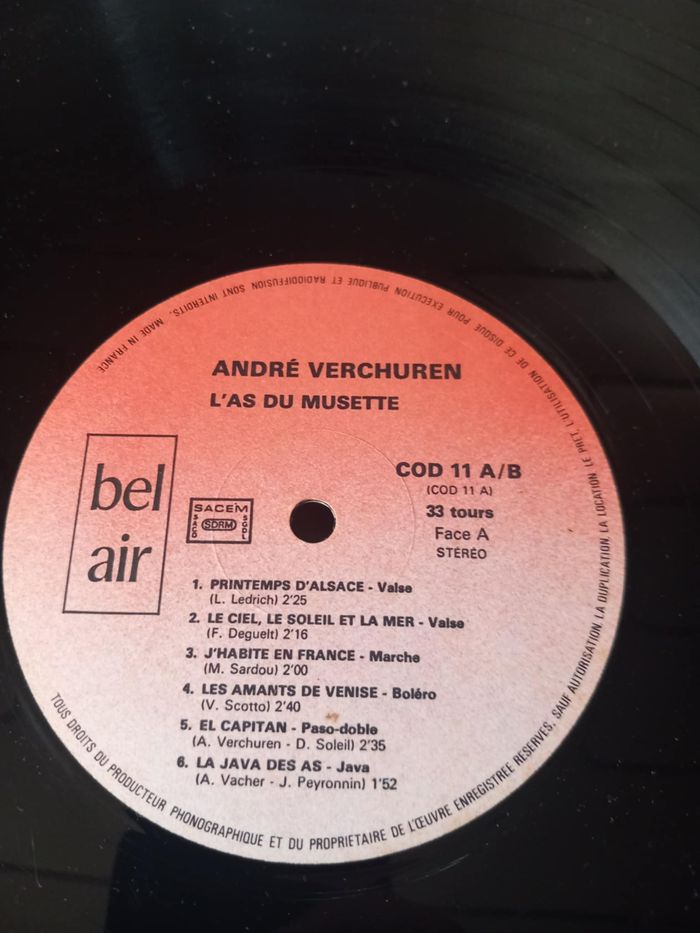 ANDRÉ VERCHUREN
L'AS DU MUSETTE
bel
air
SACEM
SACD
SDRM
SGDL
COD 11 A/B
(COD 11 A)
33 tours
Face A
STÉRÉO
1. PRINTEMPS D'ALSACE - Valse
(L. Ledrich) 2'25
2. LE CIEL, LE SOLEIL ET LA MER - Valse
(F. Deguelt) 2'16
3. J'HABITE EN FRANCE - Marche
(M. Sardou) 2'00
4. LES AMANTS DE VENISE - Boléro
(V. Scotto) 2'40
5. EL CAPITAN - Paso-doble
(A. Verchuren - D. Soleil) 2'35
6. LA JAVA DES AS - Java
(A. Vacher - J. Peyronnin) 1'52
TOUS DROITS DU PRODUCTEUR PHONOGRAPHIQUE ET DU PROPRIETAIRE DE L'ŒUVRE ENREGISTREE RESERVES. SAUF AUTORISATION LA DUPLICATION LA LOCATION LE PRET, L'UTILISATION DE CE DISQUE POUR EXECUTION PUBLIQUE ET RADIODIFFUSION SONT INTERDITS. MADE IN FRANCE